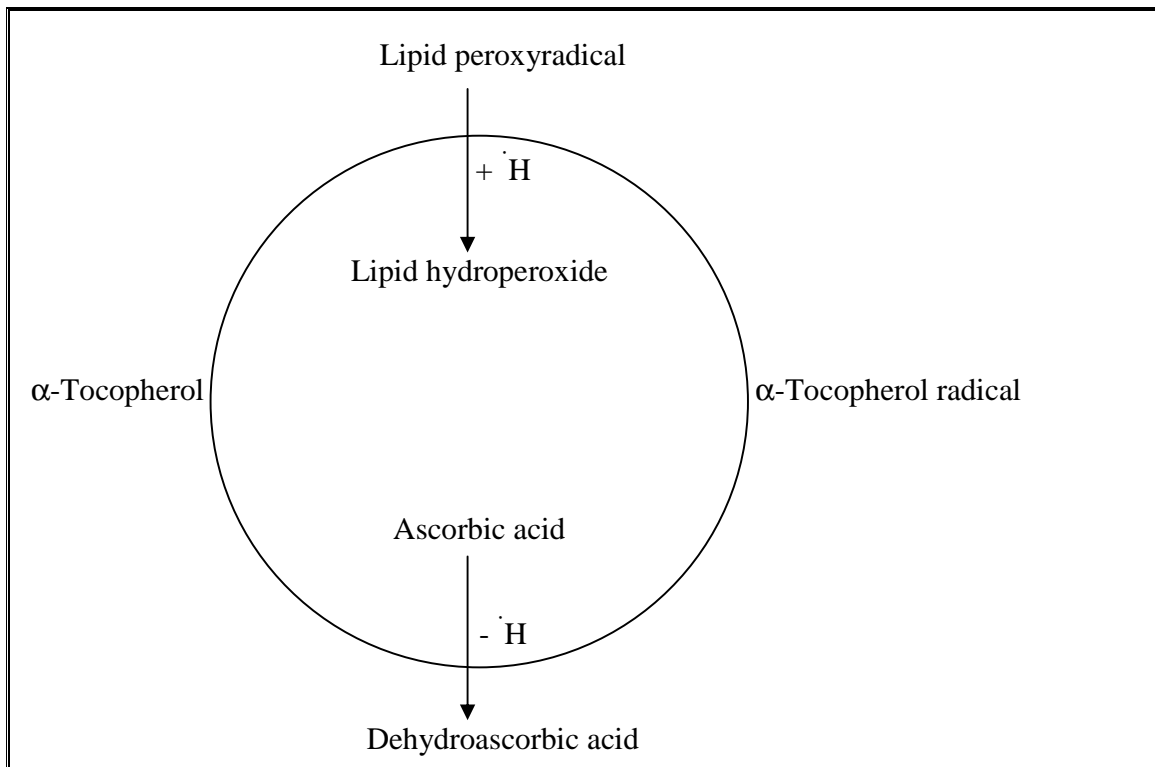 Lipid peroxyradical
+ ˙H
Lipid hydroperoxide
α-Tocopherol
α-Tocopherol radical
Ascorbic acid
- ˙H
Dehydroascorbic acid